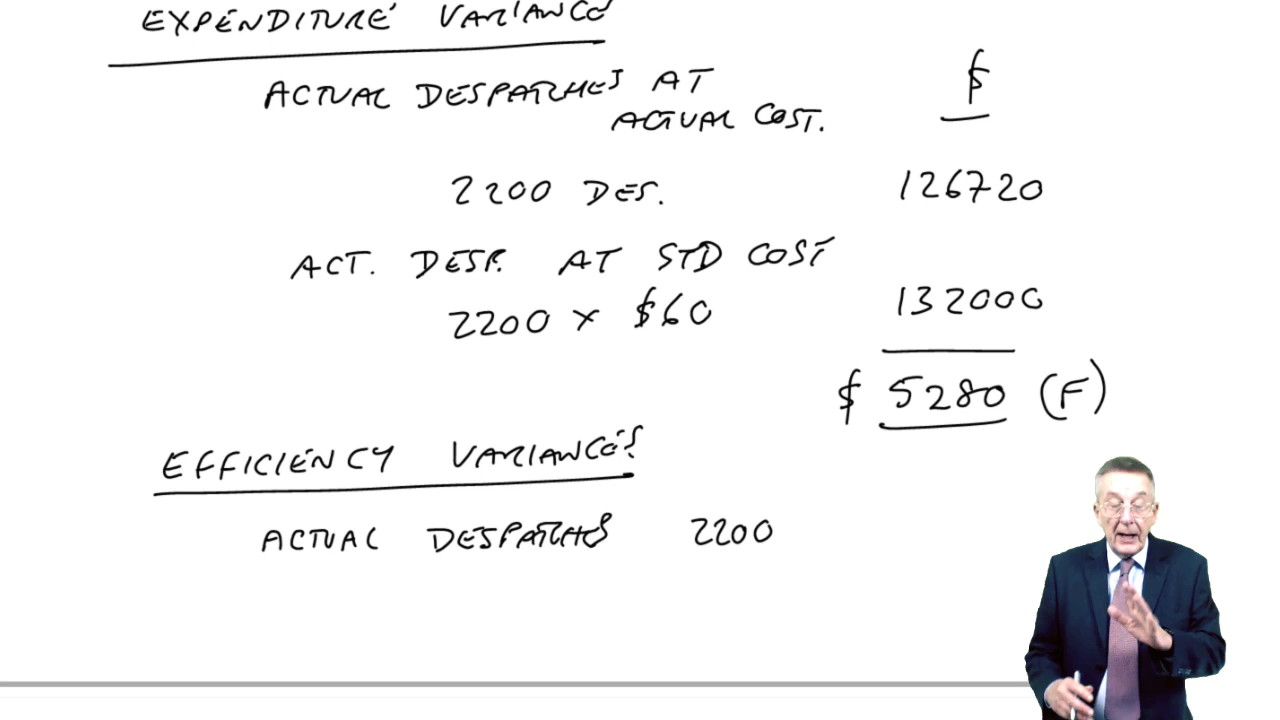 EXPENDITURE VARIANCE
ACTUAL DESPATCHES AT $
ACTUAL COST.
2200 DES. 126720
ACT. DESP. AT STD COST
2200 x $60 132000
$ 5280 (F)
EFFICIENCY VARIANCES
ACTUAL DESPATCHES 2200